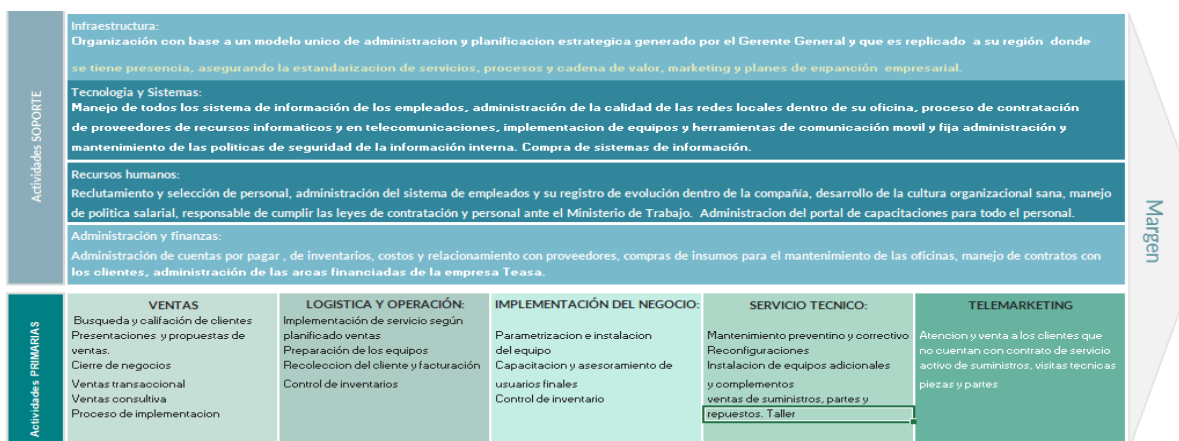 Actividades SOPORTE
Infraestructura:
Organización con base a un modelo unico de administracion y planificacion estrategica generado por el Gerente General y que es replicado a su región donde
se tiene presencia, asegurando la estandarizacion de servicios, procesos y cadena de valor, marketing y planes de expanción empresarial.
Tecnologia y Sistemas:
Manejo de todos los sistema de información de los empleados, administración de la calidad de las redes locales dentro de su oficina, proceso de contratación
de proveedores de recursos informaticos y en telecomunicaciones, implementacion de equipos y herramientas de comunicación movil y fija administración y
mantenimiento de las politicas de seguridad de la información interna. Compra de sistemas de información.
Recursos humanos:
Reclutamiento y selección de personal, administración del sistema de empleados y su registro de evolución dentro de la compañía, desarrollo de la cultura organizacional sana, manejo
de politica salarial, responsable de cumplir las leyes de contratación y personal ante el Ministerio de Trabajo. Administracion del portal de capacitaciones para todo el personal.
Administración y finanzas:
Administración de cuentas por pagar , de inventarios, costos y relacionamiento con proveedores, compras de insumos para el mantenimiento de las oficinas, manejo de contratos con
los clientes, administración de las arcas financiadas de la empresa Teasa.
Margen
Actividades PRIMARIAS
VENTAS
Busqueda y califación de clientes
Presentaciones y propuestas de
ventas.
Cierre de negocios
Ventas transaccional
Ventas consultiva
Proceso de implementacion
LOGISTICA Y OPERACIÓN:
Implementación de servicio según
planificado ventas
Preparación de los equipos
Recoleccion del cliente y facturación
Control de inventarios
IMPLEMENTACIÓN DEL NEGOCIO:
Parametrizacion e instalacion
del equipo
Capacitacion y asesoramiento de
usuarios finales
Control de inventario
SERVICIO TECNICO:
Mantenimiento preventino y correctivo
Reconfiguraciones
Instalacion de equipos adicionales
y complementos
ventas de suministros, partes y
repuestos. Taller
TELEMARKETING
Atencion y venta a los clientes que
no cuentan con contrato de servicio
activo de suministros, visitas tecnicas
piezas y partes